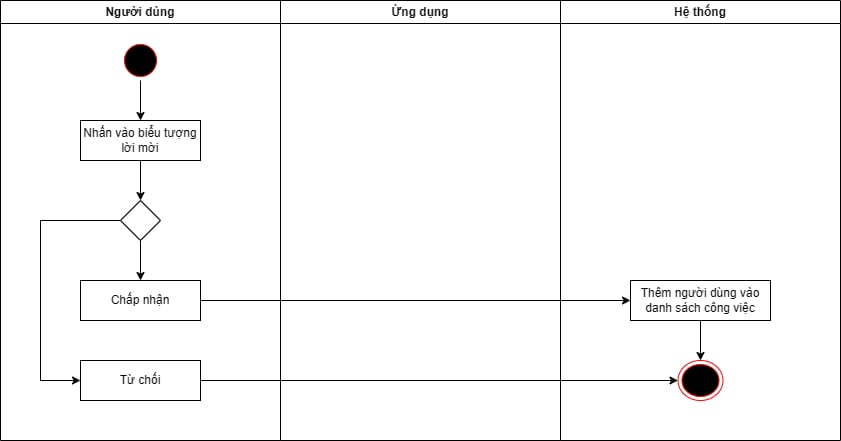 Người dùng
Ứng dụng
Hệ thống
Nhấn vào biểu tượng
lời mời
Chấp nhận
Thêm người dùng vào
danh sách công việc
Từ chối